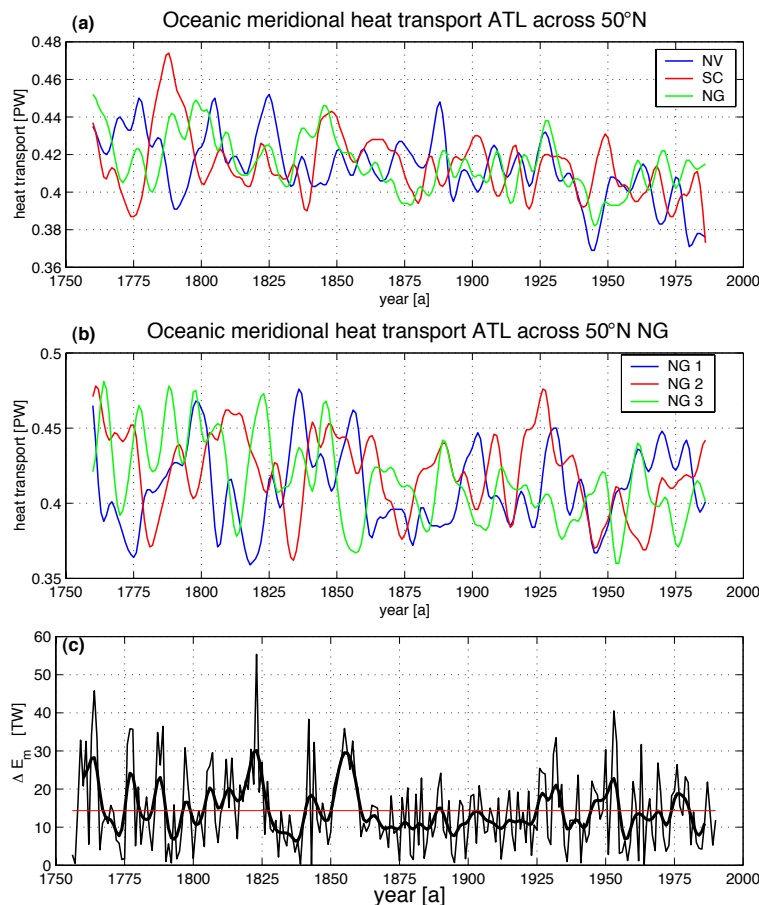 (a) Oceanic meridional heat transport ATL across 50°N
0.48
0.46
0.44
0.42
0.4
0.38
0.36
heat transport [PW]
NV
SC
NG
1750 1775 1800 1825 1850 1875 1900 1925 1950 1975 2000
year [a]
(b) Oceanic meridional heat transport ATL across 50°N NG
0.5
0.45
0.4
0.35
heat transport [PW]
NG 1
NG 2
NG 3
1750 1775 1800 1825 1850 1875 1900 1925 1950 1975 2000
year [a]
(c)
60
50
40
30
20
10
0
Δ E_m [TW]
1750 1775 1800 1825 1850 1875 1900 1925 1950 1975 2000
year [a]